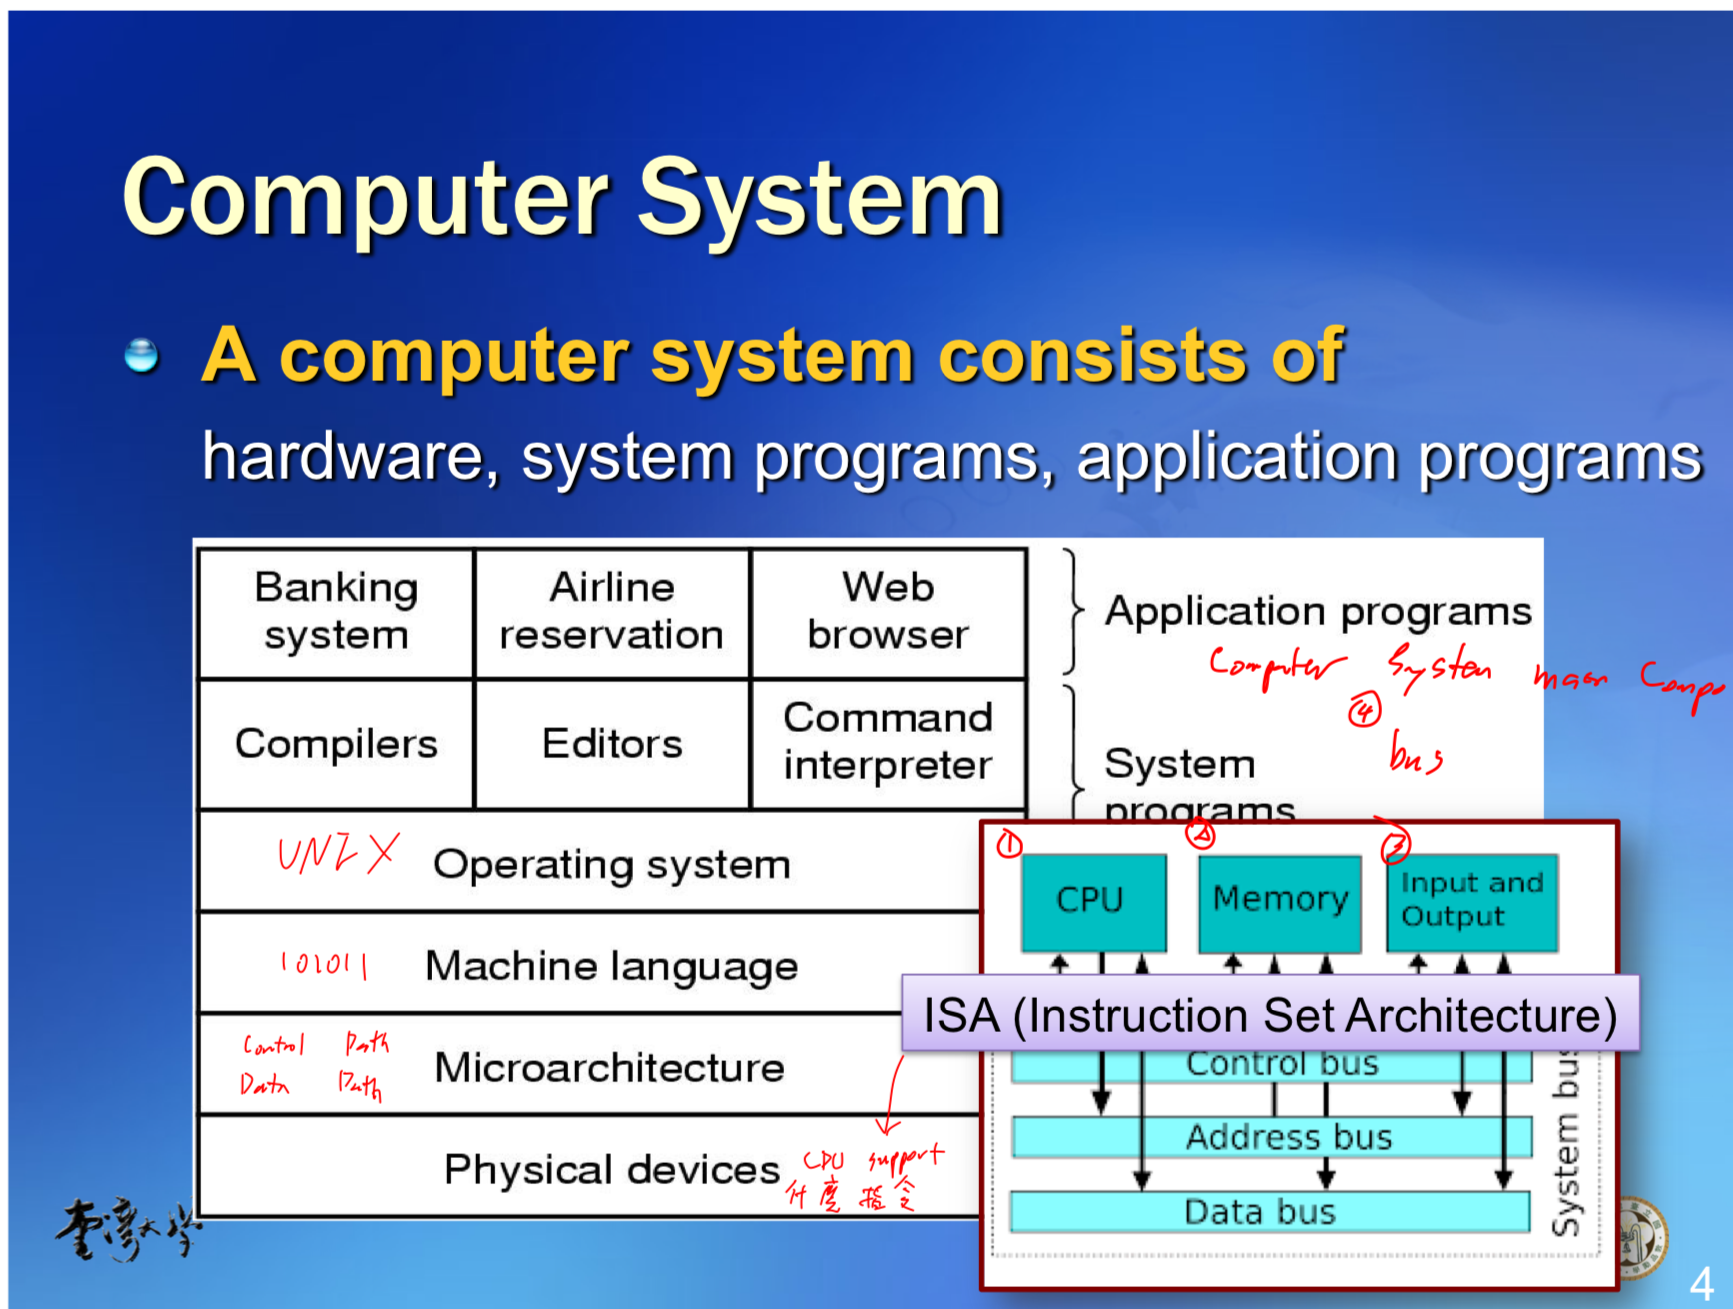 Computer System
A computer system consists of
hardware, system programs, application programs
Banking system
Airline reservation
Web browser
Application programs
Computer System main Compo
④
bus
Compilers
Editors
Command interpreter
System programs
UNIX Operating system
101011 Machine language
Control Path
Data Path
Microarchitecture
Physical devices
CPU support
什麼指令
① CPU
② Memory
③ Input and Output
ISA (Instruction Set Architecture)
Control bus
Address bus
Data bus
System bus
臺灣大學
4